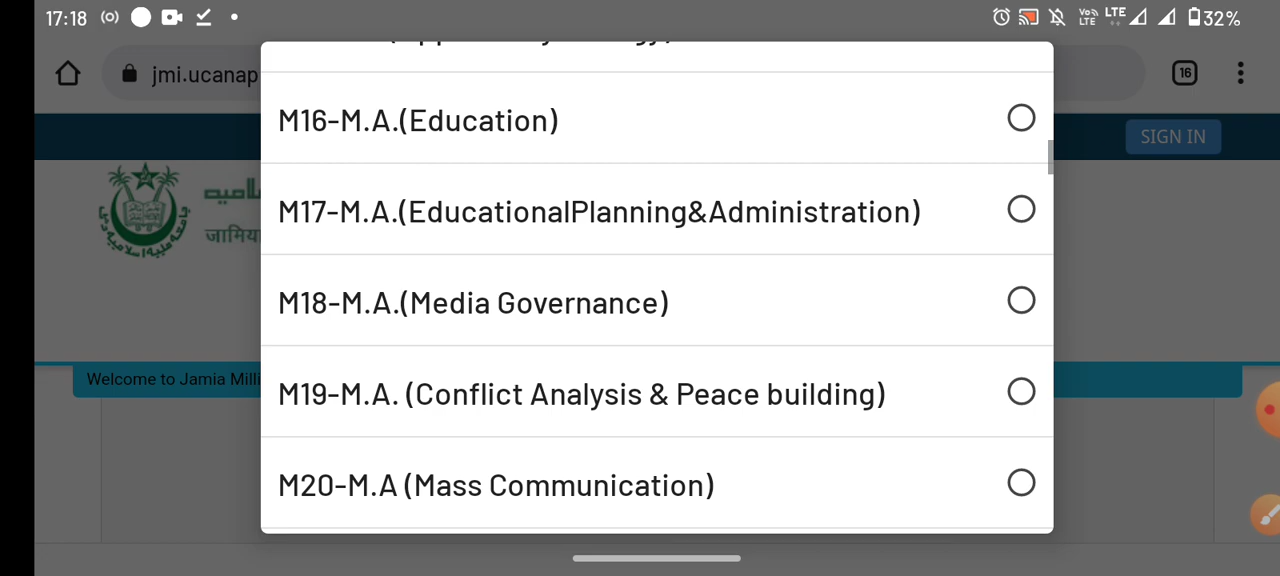 17:18
LTE
32%
jmi.ucanap
16
SIGN IN
M16-M.A.(Education)
M17-M.A.(EducationalPlanning&Administration)
M18-M.A.(Media Governance)
Welcome to Jamia Milli
M19-M.A. (Conflict Analysis & Peace building)
M20-M.A (Mass Communication)